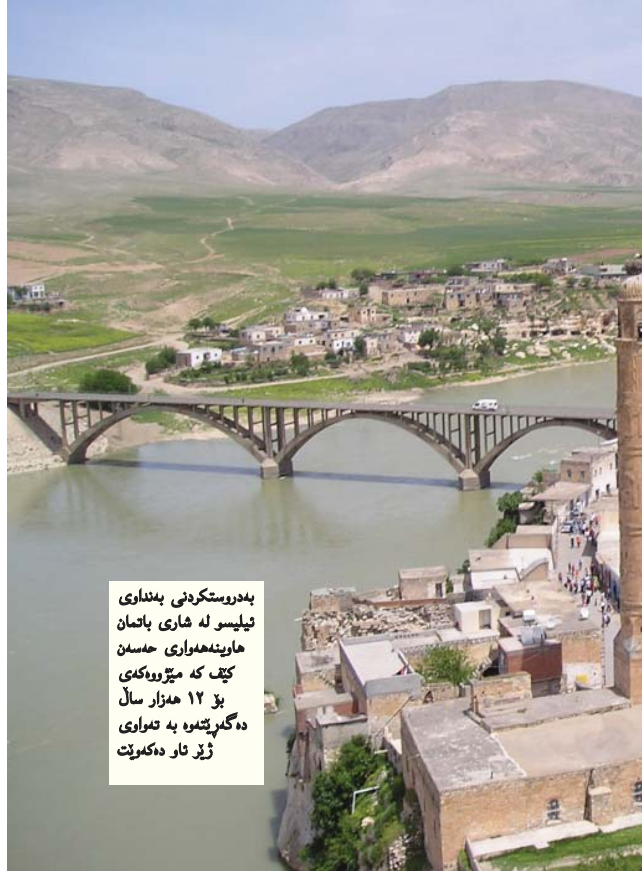 بەدروستکردنی بەنداوی
ئیلیسو لە شاری باتمان
هاوینەهەواری حەسەن
کێف کە مێژووەکەی
بۆ ١٢ هەزار ساڵ
دەگەڕێتەوە بە تەواوی
ژێر ئاو دەکەوێت